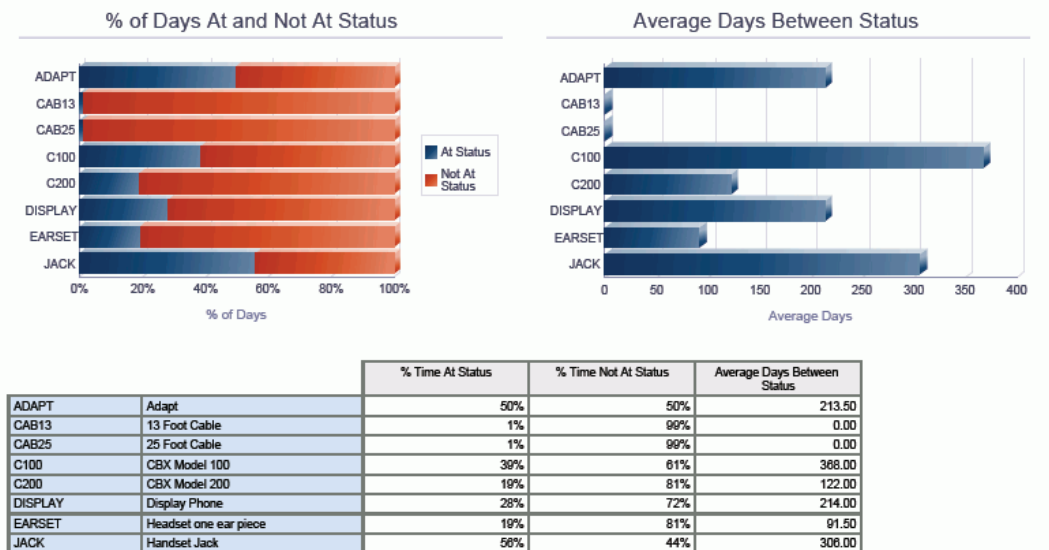 % of Days At and Not At Status
ADAPT
CAB13
CAB25
C100
C200
DISPLAY
EARSET
JACK
0% 20% 40% 60% 80% 100%
% of Days
At Status
Not At
Status
Average Days Between Status
ADAPT
CAB13
CAB25
C100
C200
DISPLAY
EARSET
JACK
0 50 100 150 200 250 300 350 400
Average Days
% Time At Status % Time Not At Status Average Days Between
Status
ADAPT Adapt 50% 50% 213.50
CAB13 13 Foot Cable 1% 99% 0.00
CAB25 25 Foot Cable 1% 99% 0.00
C100 CBX Model 100 39% 61% 368.00
C200 CBX Model 200 19% 81% 122.00
DISPLAY Display Phone 28% 72% 214.00
EARSET Headset one ear piece 19% 81% 91.50
JACK Handset Jack 56% 44% 306.00